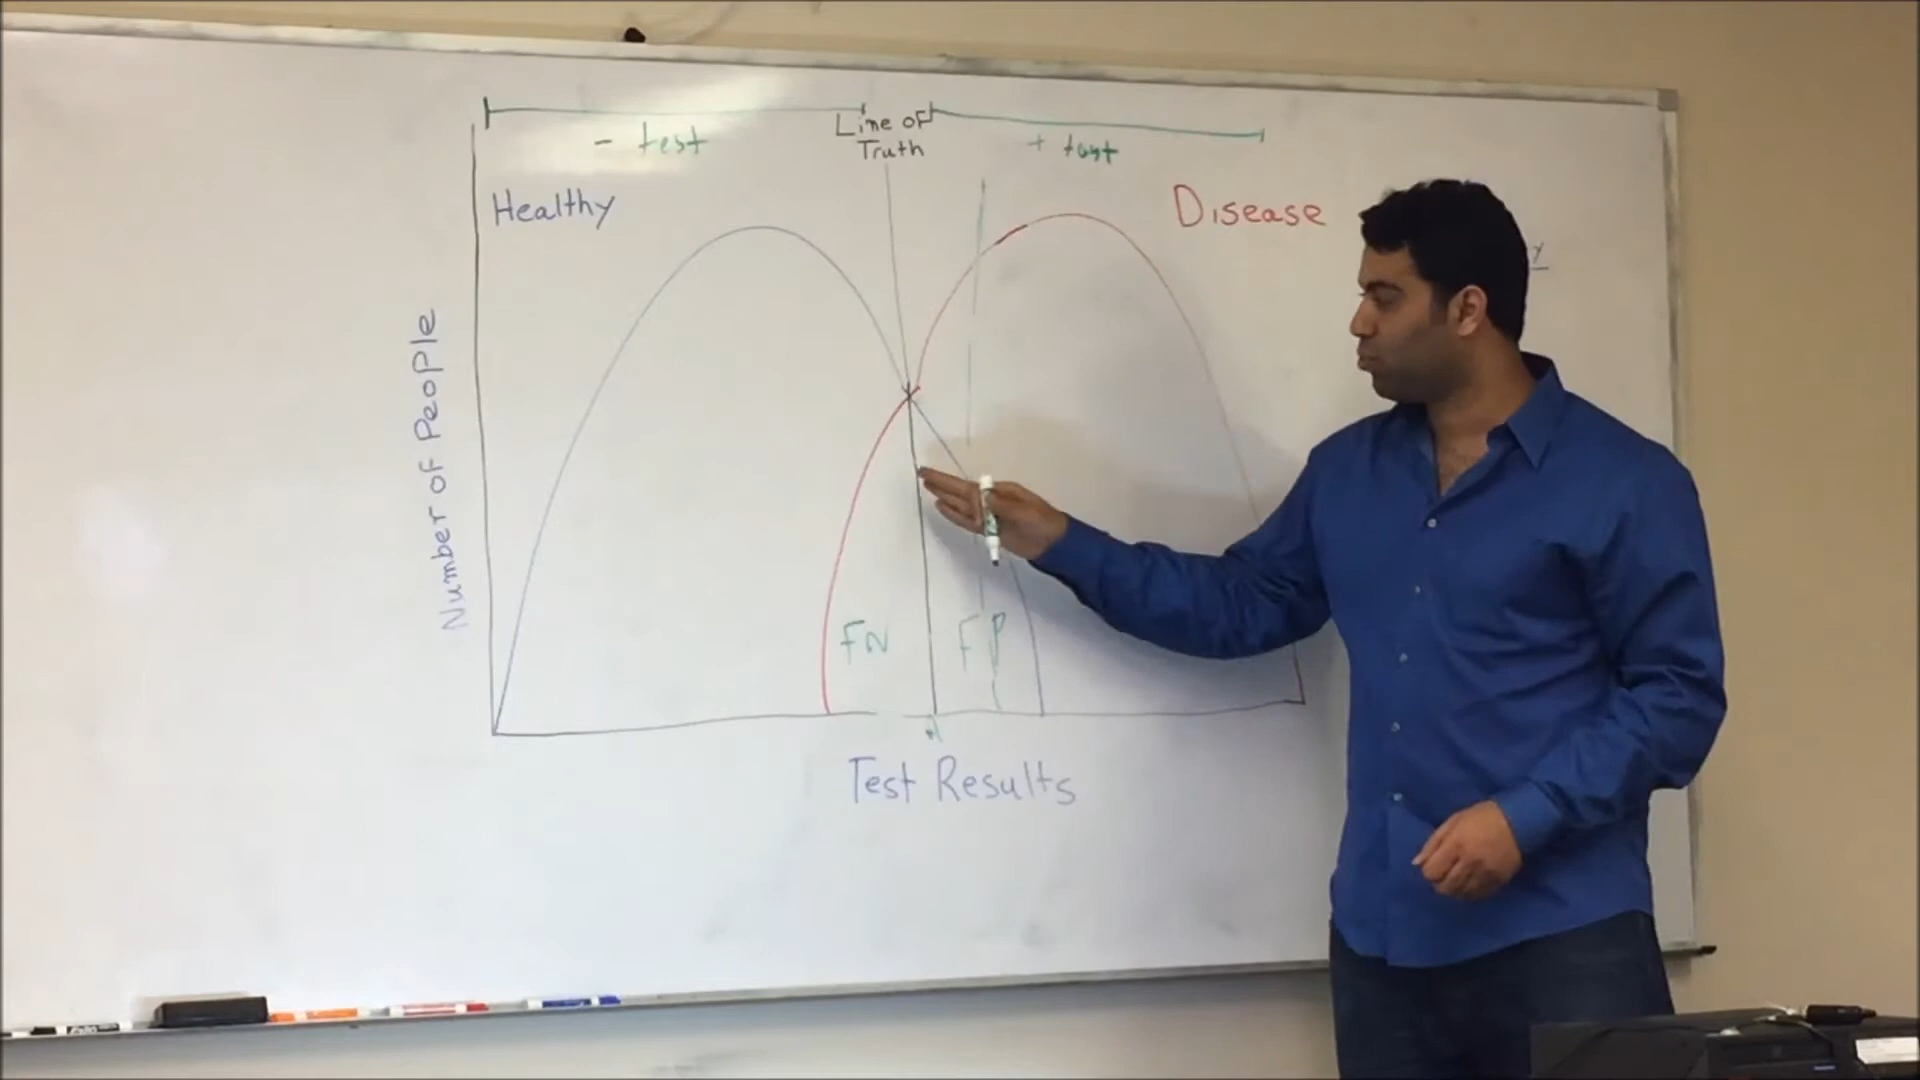 - test
Line of
Truth
+ test
Healthy
Disease
Number of People
FN
FP
Test Results